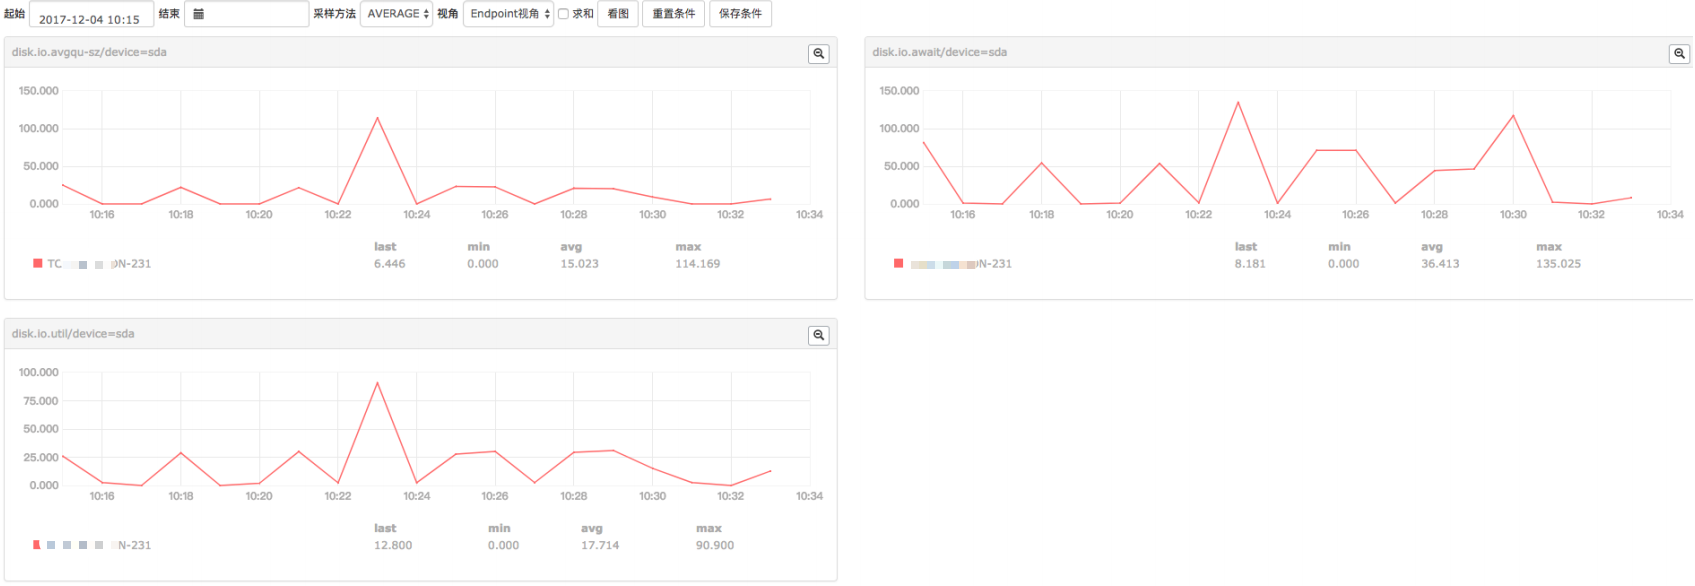 起始 2017-12-04 10:15 结束 采样方法 AVERAGE 视角 Endpoint视角 求和 看图 重置条件 保存条件
disk.io.avgqu-sz/device=sda
150.000
100.000
50.000
0.000
10:16 10:18 10:20 10:22 10:24 10:26 10:28 10:30 10:32 10:34
last min avg max
TC N-231 6.446 0.000 15.023 114.169
disk.io.await/device=sda
150.000
100.000
50.000
0.000
10:16 10:18 10:20 10:22 10:24 10:26 10:28 10:30 10:32 10:34
last min avg max
N-231 8.181 0.000 36.413 135.025
disk.io.util/device=sda
100.000
75.000
50.000
25.000
0.000
10:16 10:18 10:20 10:22 10:24 10:26 10:28 10:30 10:32 10:34
last min avg max
N-231 12.800 0.000 17.714 90.900